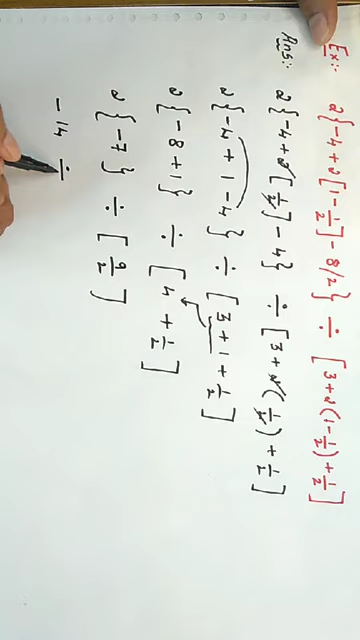 Ex:- 2{-4+2[1-1/2]-8/2} ÷ [3+2(1-1/2)+1/2]
Ans:- 2{-4+2[1/2]-4} ÷ [3+2(1/2)+1/2]
2{-4+1-4} ÷ [3+1+1/2]
2{-8+1} ÷ [4+1/2]
2{-7} ÷ [9/2]
-14 ÷